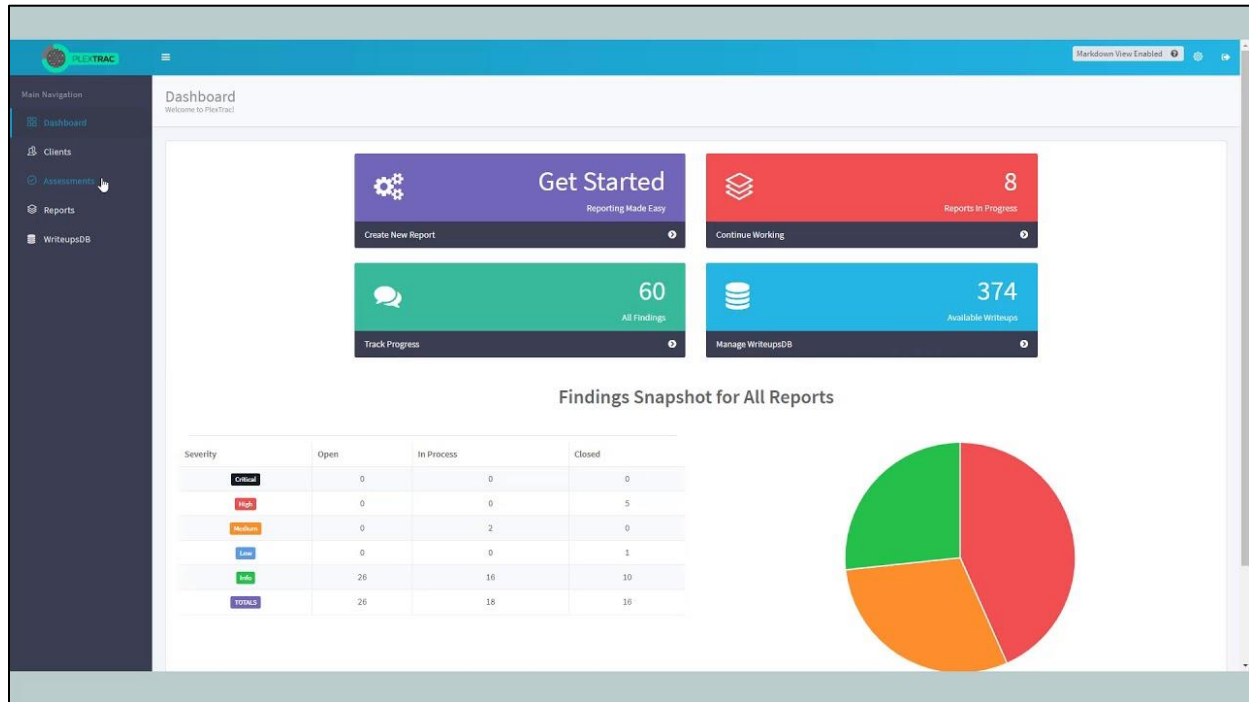 PLEXTRAC
Markdown View Enabled
Main Navigation
Dashboard
Clients
Assessments
Reports
WriteupsDB
Dashboard
Welcome to PlexTrac!
Get Started
Reporting Made Easy
Create New Report
8
Reports In Progress
Continue Working
60
All Findings
Track Progress
374
Available Writeups
Manage WriteupsDB
Findings Snapshot for All Reports
Severity Open In Process Closed
Critical 0 0 0
High 0 0 5
Medium 0 2 0
Low 0 0 1
Info 26 16 10
TOTALS 26 18 16